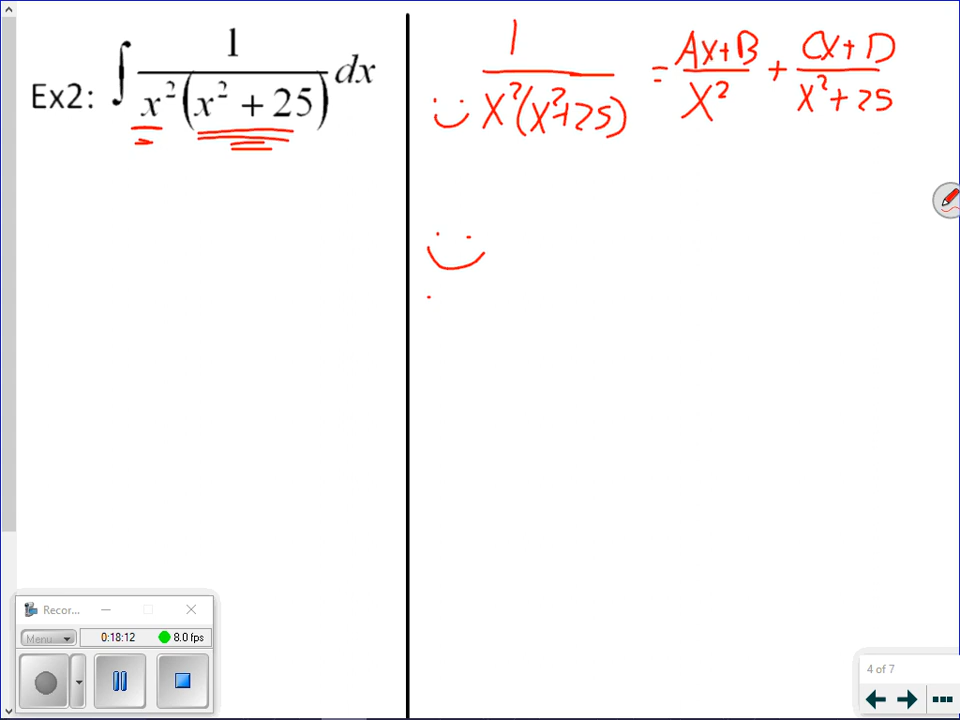 Ex2: ∫ 1 / x²(x² + 25) dx
1 / x²(x²+25) = Ax+B / x² + Cx+D / x²+25
Recor...
Menu
0:18:12
8.0 fps
4 of 7